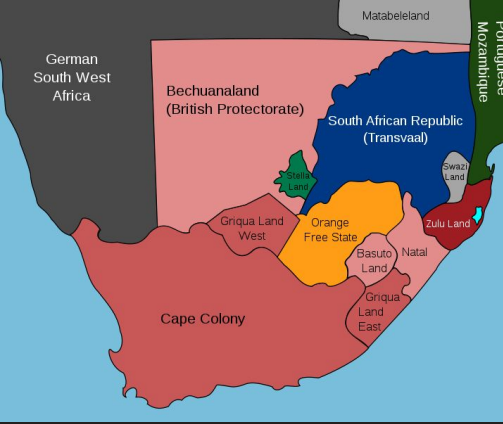 Matabeleland
Portuguese
Mozambique
German
South West
Africa
Bechuanaland
(British Protectorate)
South African Republic
(Transvaal)
Swazi
Land
Stella
Land
Griqua Land
West
Orange
Free State
Zulu Land
Basuto
Land
Natal
Griqua
Land
East
Cape Colony